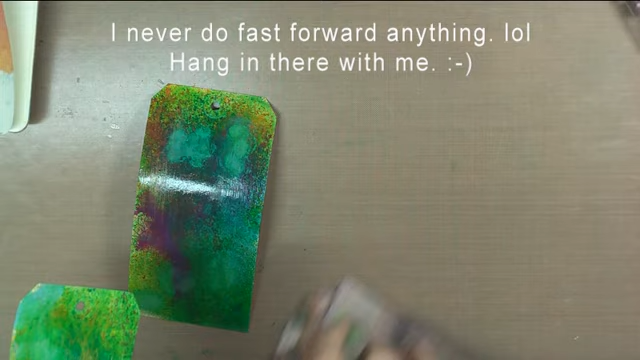 I never do fast forward anything. lol
Hang in there with me. :-)